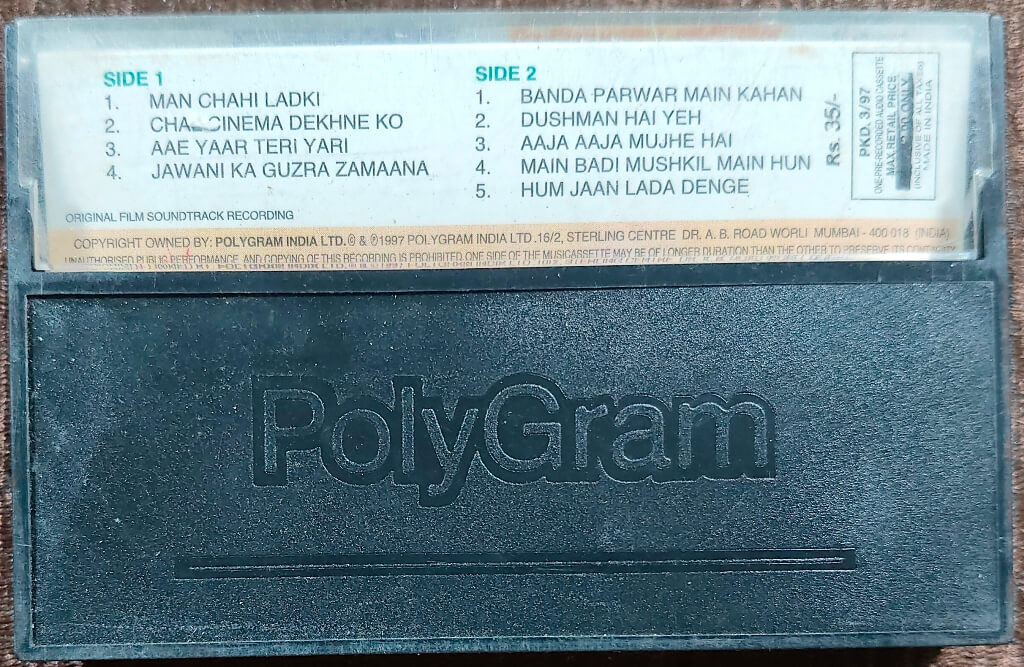 SIDE 1
1. MAN CHAHI LADKI
2. CHAL CINEMA DEKHNE KO
3. AAE YAAR TERI YARI
4. JAWANI KA GUZRA ZAMAANA
ORIGINAL FILM SOUNDTRACK RECORDING
SIDE 2
1. BANDA PARWAR MAIN KAHAN
2. DUSHMAN HAI YEH
3. AAJA AAJA MUJHE HAI
4. MAIN BADI MUSHKIL MAIN HUN
5. HUM JAAN LADA DENGE
Rs. 35/-
PKD. 3/97
ONE-PRE-RECORDED AUDIO CASSETTE
MAX. RETAIL PRICE
ONLY
(INCLUSIVE OF ALL TAXES)
MADE IN INDIA
COPYRIGHT OWNED BY: POLYGRAM INDIA LTD. © & ℗ 1997 POLYGRAM INDIA LTD. 16/2, STERLING CENTRE DR. A. B. ROAD WORLI MUMBAI - 400 018 (INDIA)
UNAUTHORISED PUBLIC PERFORMANCE AND COPYING OF THIS RECORDING IS PROHIBITED. ONE SIDE OF THE MUSICASSETTE MAY BE OF LONGER DURATION THAN THE OTHER TO PRESERVE ITS CONTINUITY
PolyGram